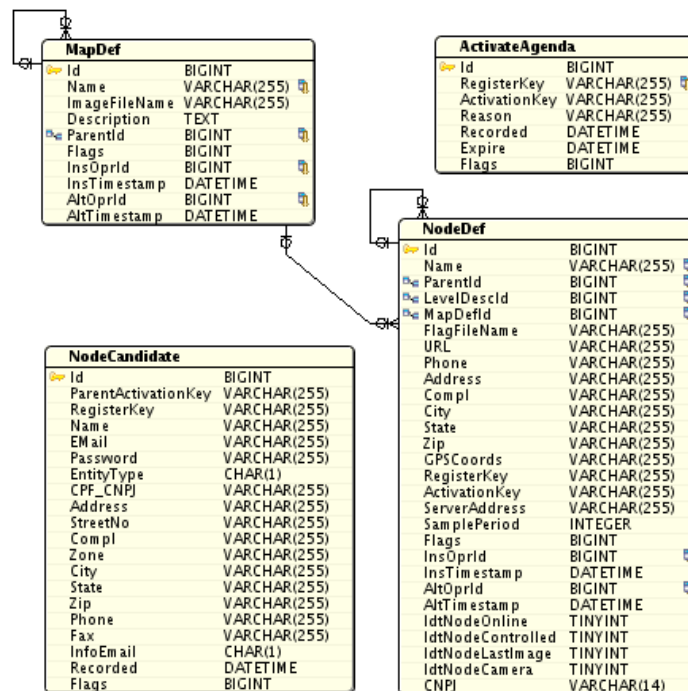 MapDef
Id BIGINT
Name VARCHAR(255)
ImageFileName VARCHAR(255)
Description TEXT
ParentId BIGINT
Flags BIGINT
InsOprId BIGINT
InsTimestamp DATETIME
AltOprId BIGINT
AltTimestamp DATETIME
ActivateAgenda
Id BIGINT
RegisterKey VARCHAR(255)
ActivationKey VARCHAR(255)
Reason VARCHAR(255)
Recorded DATETIME
Expire DATETIME
Flags BIGINT
NodeDef
Id BIGINT
Name VARCHAR(255)
ParentId BIGINT
LevelDescId BIGINT
MapDefId BIGINT
FlagFileName VARCHAR(255)
URL VARCHAR(255)
Phone VARCHAR(255)
Address VARCHAR(255)
Compl VARCHAR(255)
City VARCHAR(255)
State VARCHAR(255)
Zip VARCHAR(255)
GPSCoords VARCHAR(255)
RegisterKey VARCHAR(255)
ActivationKey VARCHAR(255)
ServerAddress VARCHAR(255)
SamplePeriod INTEGER
Flags BIGINT
InsOprId BIGINT
InsTimestamp DATETIME
AltOprId BIGINT
AltTimestamp DATETIME
IdtNodeOnline TINYINT
IdtNodeControlled TINYINT
IdtNodeLastImage TINYINT
IdtNodeCamera TINYINT
CNPJ VARCHAR(14)
NodeCandidate
Id BIGINT
ParentActivationKey VARCHAR(255)
RegisterKey VARCHAR(255)
Name VARCHAR(255)
EMail VARCHAR(255)
Password VARCHAR(255)
EntityType CHAR(1)
CPF_CNPJ VARCHAR(255)
Address VARCHAR(255)
StreetNo VARCHAR(255)
Compl VARCHAR(255)
Zone VARCHAR(255)
City VARCHAR(255)
State VARCHAR(255)
Zip VARCHAR(255)
Phone VARCHAR(255)
Fax VARCHAR(255)
InfoEmail CHAR(1)
Recorded DATETIME
Flags BIGINT